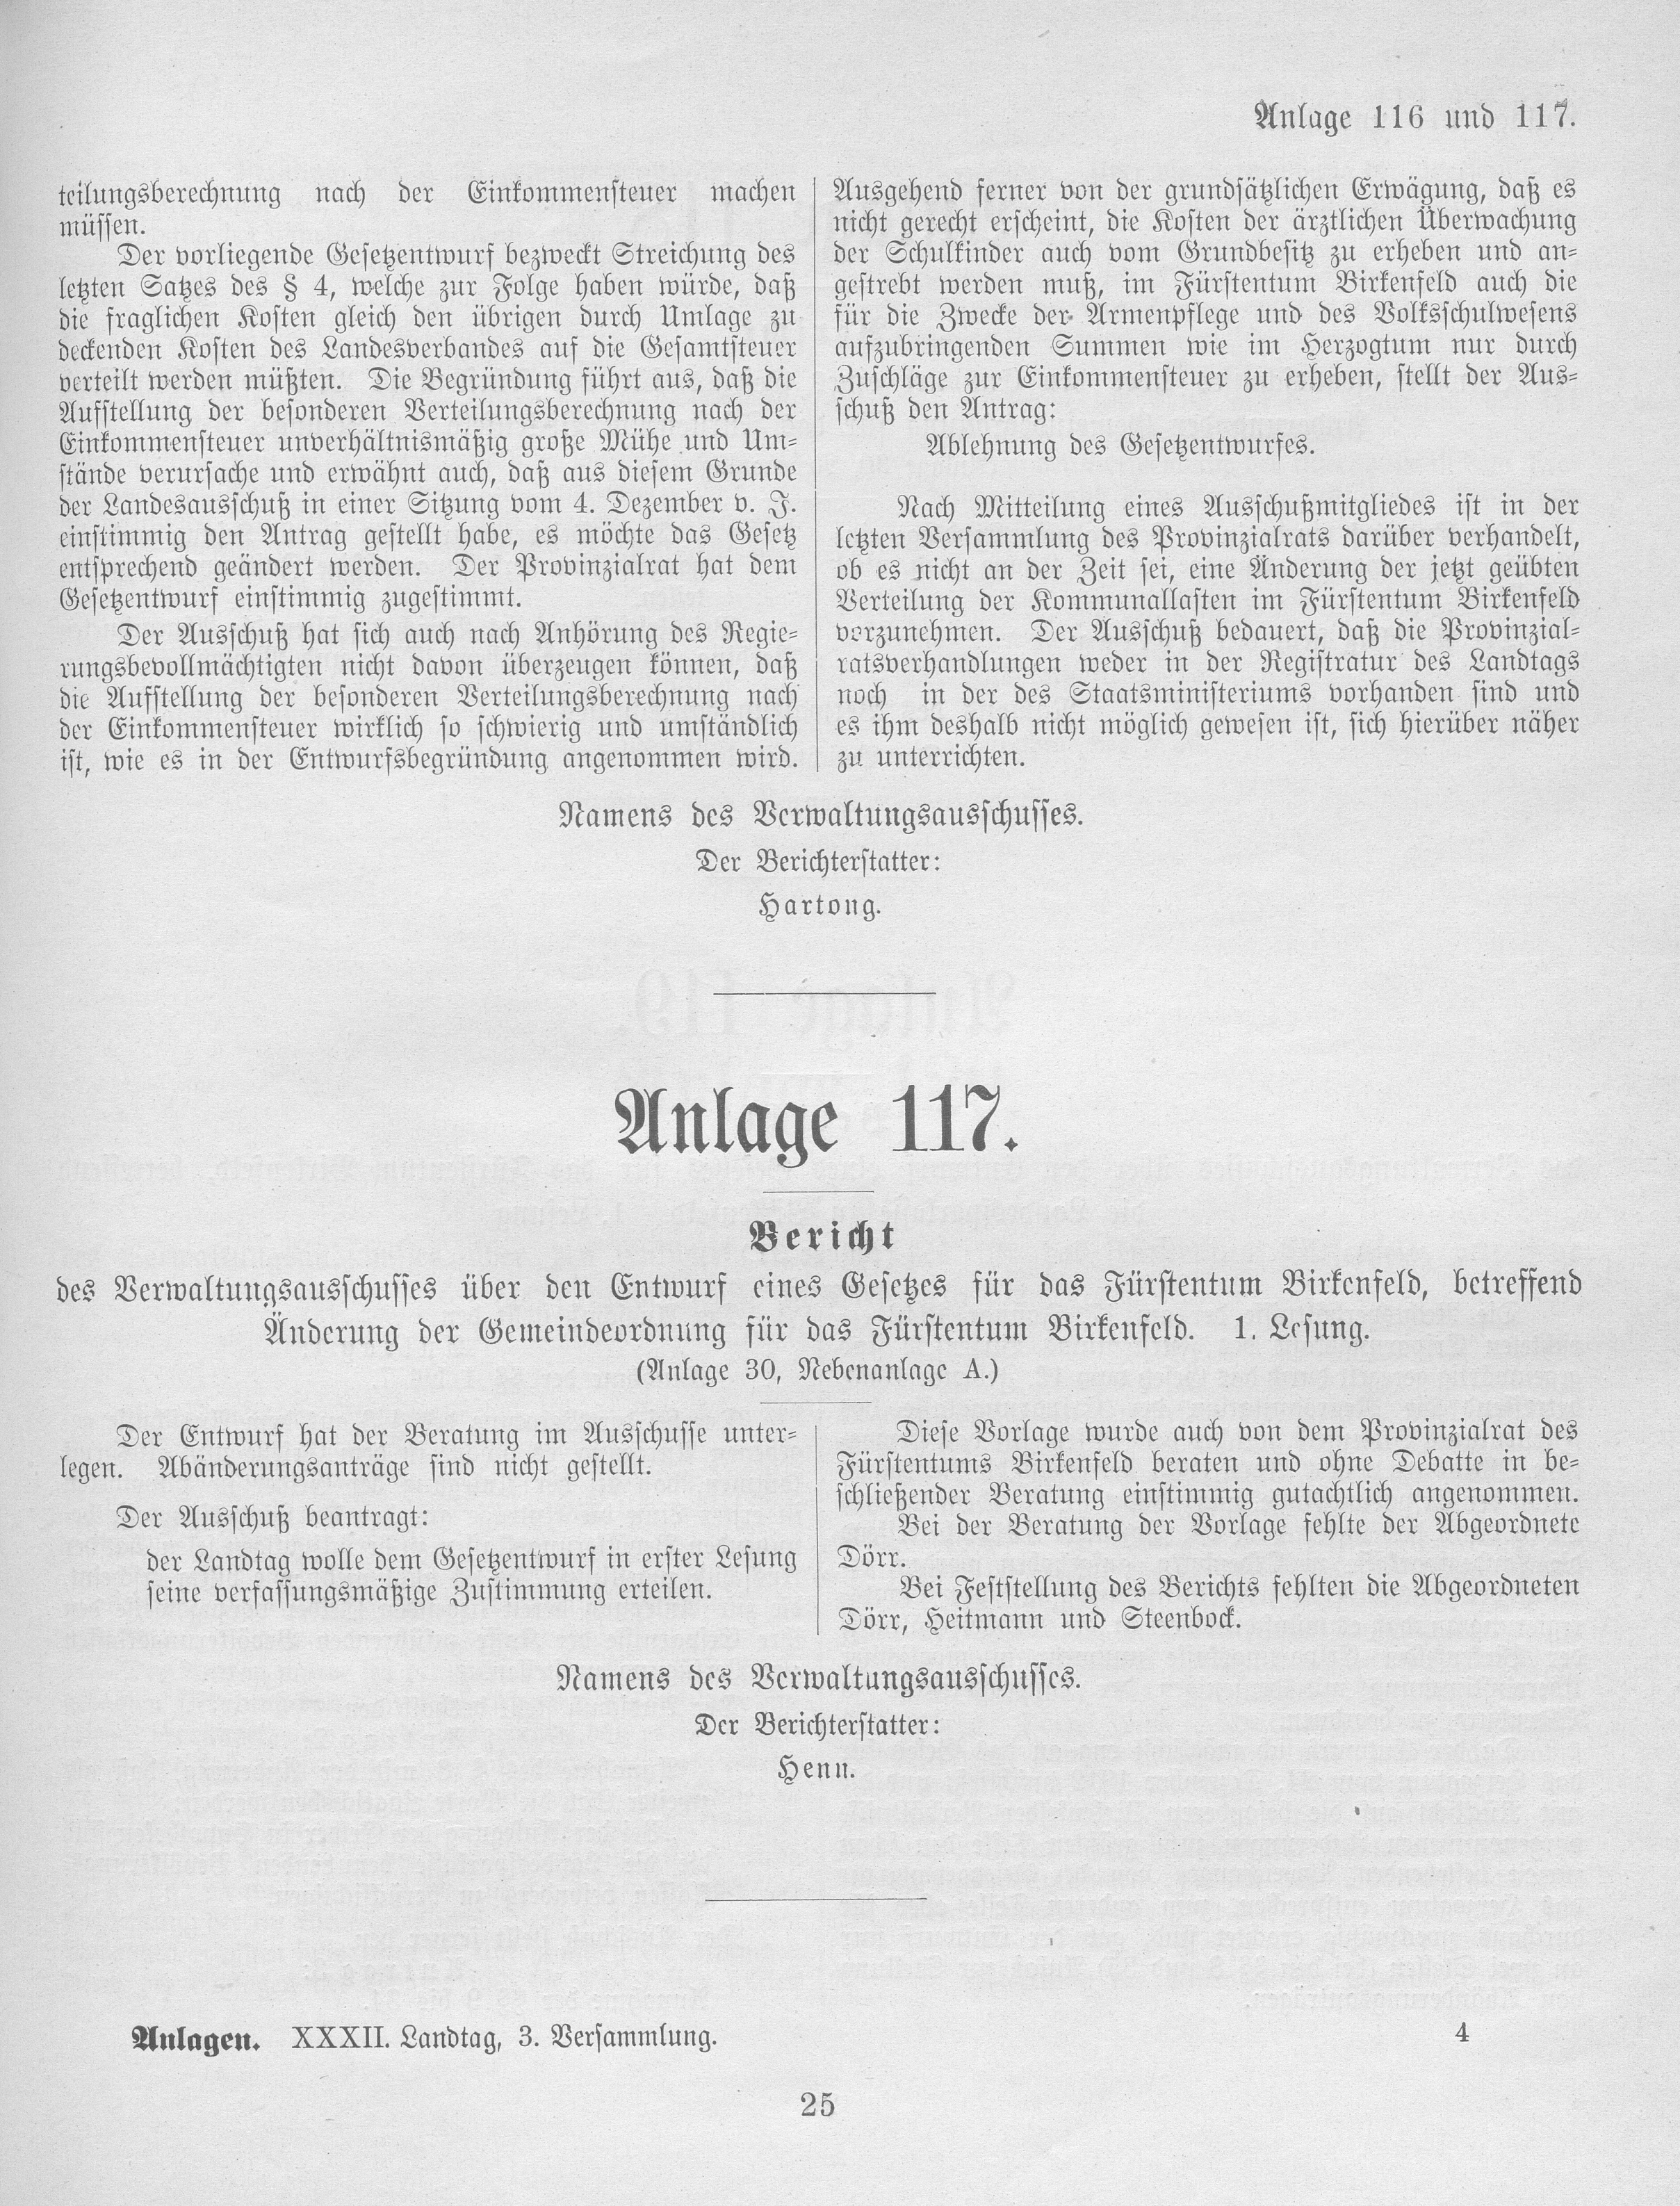 Anlage 116 und 117.
teilungsberechnung nach der Einkommensteuer machen
müssen.
Der vorliegende Gesetzentwurf bezweckt Streichung des
letzten Satzes des § 4, welche zur Folge haben würde, daß
die fraglichen Kosten gleich den übrigen durch Umlage zu
deckenden Kosten des Landesverbandes auf die Gesamtsteuer
verteilt werden müßten. Die Begründung führt aus, daß die
Aufstellung der besonderen Verteilungsberechnung nach der
Einkommensteuer unverhältnismäßig große Mühe und Um-
stände verursache und erwähnt auch, daß aus diesem Grunde
der Landesausschuß in einer Sitzung vom 4. Dezember v. J.
einstimmig den Antrag gestellt habe, es möchte das Gesetz
entsprechend geändert werden. Der Provinzialrat hat dem
Gesetzentwurf einstimmig zugestimmt.
Der Ausschuß hat sich auch nach Anhörung des Regie-
rungsbevollmächtigten nicht davon überzeugen können, daß
die Aufstellung der besonderen Verteilungsberechnung nach
der Einkommensteuer wirklich so schwierig und umständlich
ist, wie es in der Entwurfsbegründung angenommen wird.
Ausgehend ferner von der grundsätzlichen Erwägung, daß es
nicht gerecht erscheint, die Kosten der ärztlichen Überwachung
der Schulkinder auch vom Grundbesitz zu erheben und an-
gestrebt werden muß, im Fürstentum Birkenfeld auch die
für die Zwecke der Armenpflege und des Volksschulwesens
aufzubringenden Summen wie im Herzogtum nur durch
Zuschläge zur Einkommensteuer zu erheben, stellt der Aus-
schuß den Antrag:
Ablehnung des Gesetzentwurfes.
Nach Mitteilung eines Ausschußmitgliedes ist in der
letzten Versammlung des Provinzialrats darüber verhandelt,
ob es nicht an der Zeit sei, eine Änderung der jetzt geübten
Verteilung der Kommunallasten im Fürstentum Birkenfeld
vorzunehmen. Der Ausschuß bedauert, daß die Provinzial-
ratsverhandlungen weder in der Registratur des Landtags
noch in der des Staatsministeriums vorhanden sind und
es ihm deshalb nicht möglich gewesen ist, sich hierüber näher
zu unterrichten.
Namens des Verwaltungsausschusses.
Der Berichterstatter:
Hartong.
Anlage 117.
Bericht
des Verwaltungsausschusses über den Entwurf eines Gesetzes für das Fürstentum Birkenfeld, betreffend
Änderung der Gemeindeordnung für das Fürstentum Birkenfeld. 1. Lesung.
(Anlage 30, Nebenanlage A.)
Der Entwurf hat der Beratung im Ausschusse unter-
legen. Abänderungsanträge sind nicht gestellt.
Der Ausschuß beantragt:
der Landtag wolle dem Gesetzentwurf in erster Lesung
seine verfassungsmäßige Zustimmung erteilen.
Diese Vorlage wurde auch von dem Provinzialrat des
Fürstentums Birkenfeld beraten und ohne Debatte in be-
schließender Beratung einstimmig gutachtlich angenommen.
Bei der Beratung der Vorlage fehlte der Abgeordnete
Dörr.
Bei Feststellung des Berichts fehlten die Abgeordneten
Dörr, Heitmann und Steenbock.
Namens des Verwaltungsausschusses.
Der Berichterstatter:
Henn.
Anlagen. XXXII. Landtag, 3. Versammlung. 4
25